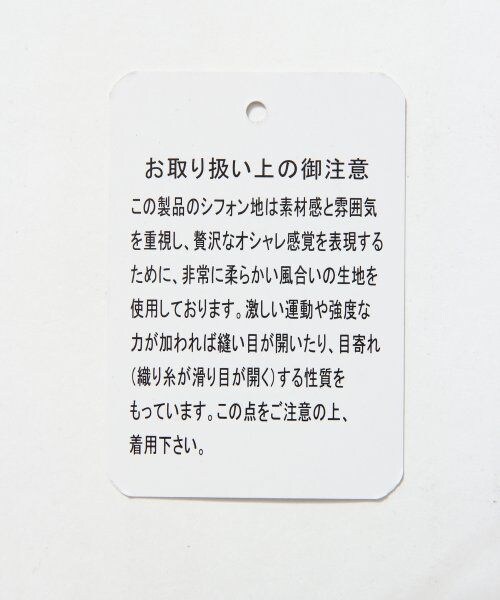 お取り扱い上の御注意
この製品のシフォン地は素材感と雰囲気
を重視し、贅沢なオシャレ感覚を表現する
ために、非常に柔らかい風合いの生地を
使用しております。激しい運動や強度な
力が加われば縫い目が開いたり、目寄れ
(織り糸が滑り目が開く)する性質を
もっています。この点をご注意の上、
着用下さい。